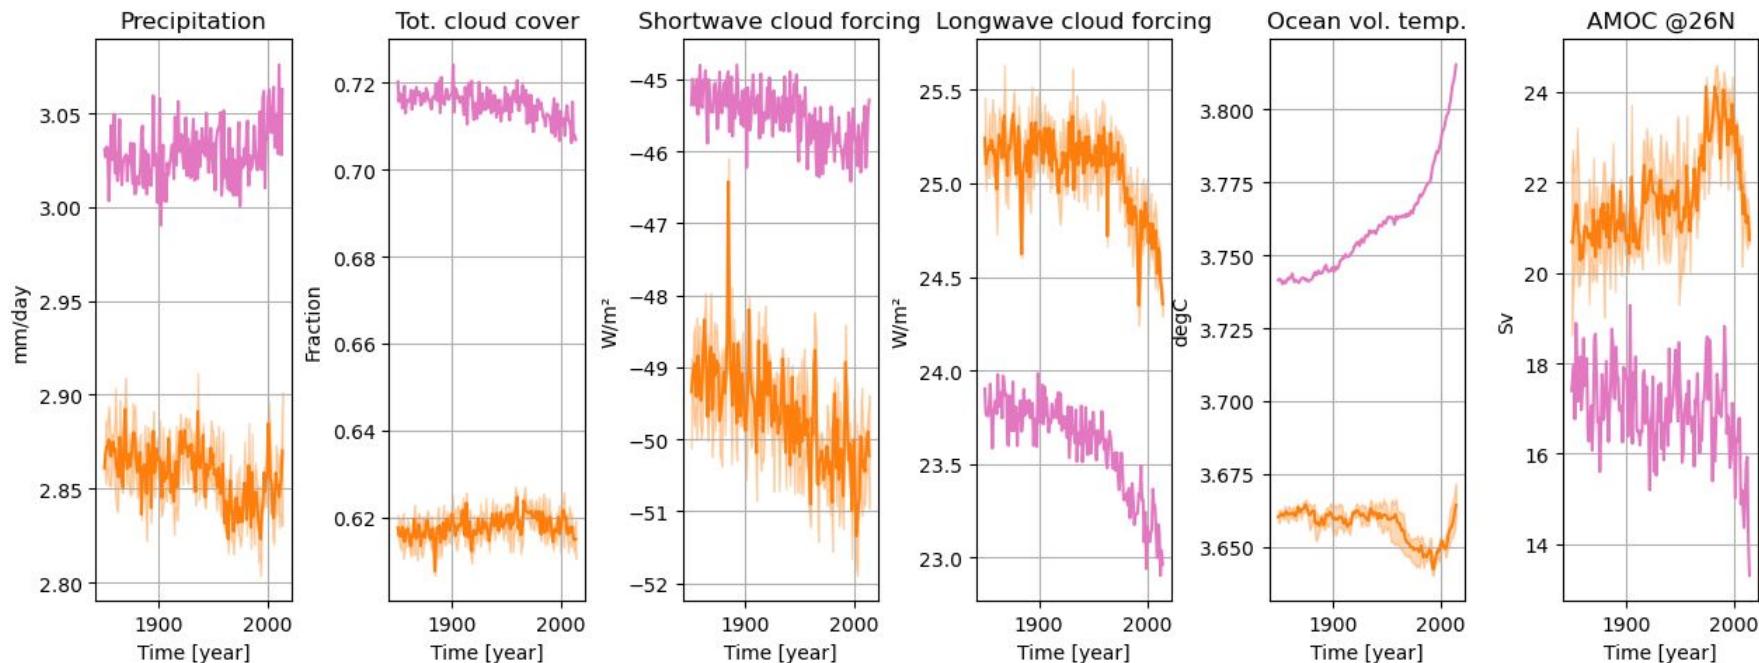 Precipitation
mm/day
3.05
3.00
2.95
2.90
2.85
2.80
1900 2000
Time [year]
Tot. cloud cover
Fraction
0.72
0.70
0.68
0.66
0.64
0.62
1900 2000
Time [year]
Shortwave cloud forcing
W/m²
−45
−46
−47
−48
−49
−50
−51
−52
1900 2000
Time [year]
Longwave cloud forcing
W/m²
25.5
25.0
24.5
24.0
23.5
23.0
1900 2000
Time [year]
Ocean vol. temp.
degC
3.800
3.775
3.750
3.725
3.700
3.675
3.650
1900 2000
Time [year]
AMOC @26N
Sv
24
22
20
18
16
14
1900 2000
Time [year]